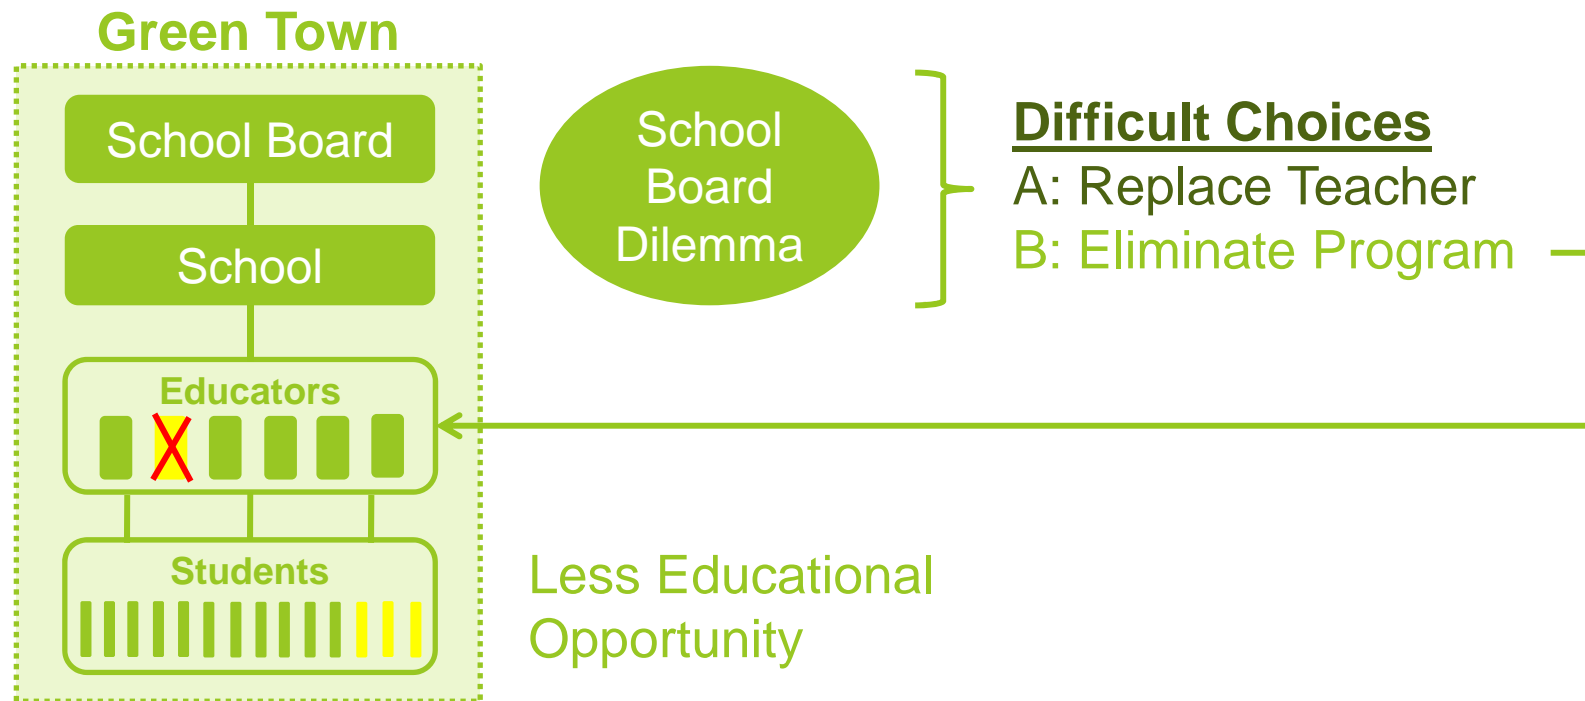 Green Town
School Board
School
Educators
Students
School
Board
Dilemma
Difficult Choices
A: Replace Teacher
B: Eliminate Program
Less Educational
Opportunity